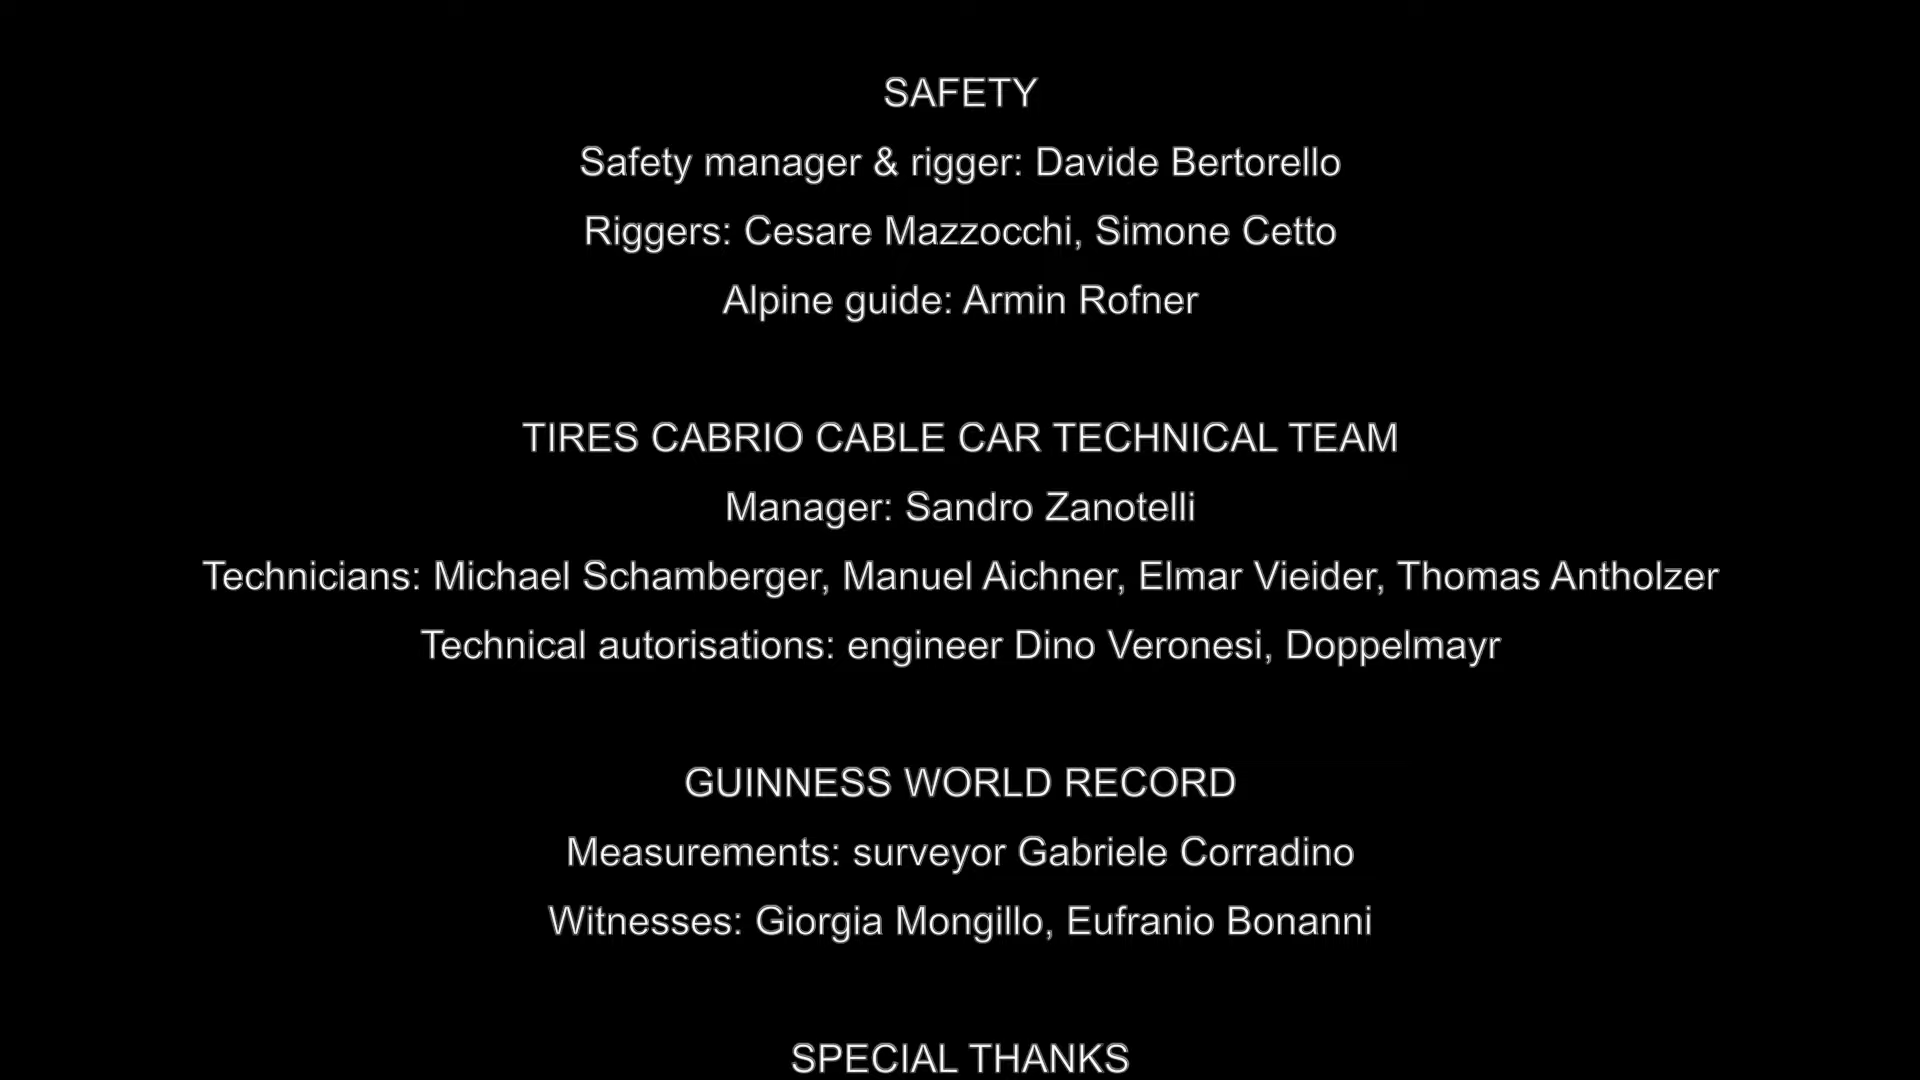 SAFETY
Safety manager & rigger: Davide Bertorello
Riggers: Cesare Mazzocchi, Simone Cetto
Alpine guide: Armin Rofner
TIRES CABRIO CABLE CAR TECHNICAL TEAM
Manager: Sandro Zanotelli
Technicians: Michael Schamberger, Manuel Aichner, Elmar Vieider, Thomas Antholzer
Technical autorisations: engineer Dino Veronesi, Doppelmayr
GUINNESS WORLD RECORD
Measurements: surveyor Gabriele Corradino
Witnesses: Giorgia Mongillo, Eufranio Bonanni
SPECIAL THANKS